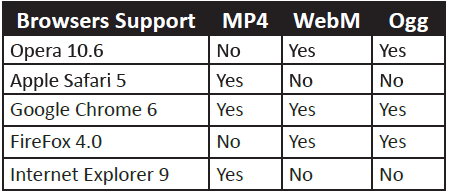 Browsers Support MP4 WebM Ogg
Opera 10.6 No Yes Yes
Apple Safari 5 Yes No No
Google Chrome 6 Yes Yes Yes
FireFox 4.0 No Yes Yes
Internet Explorer 9 Yes No No